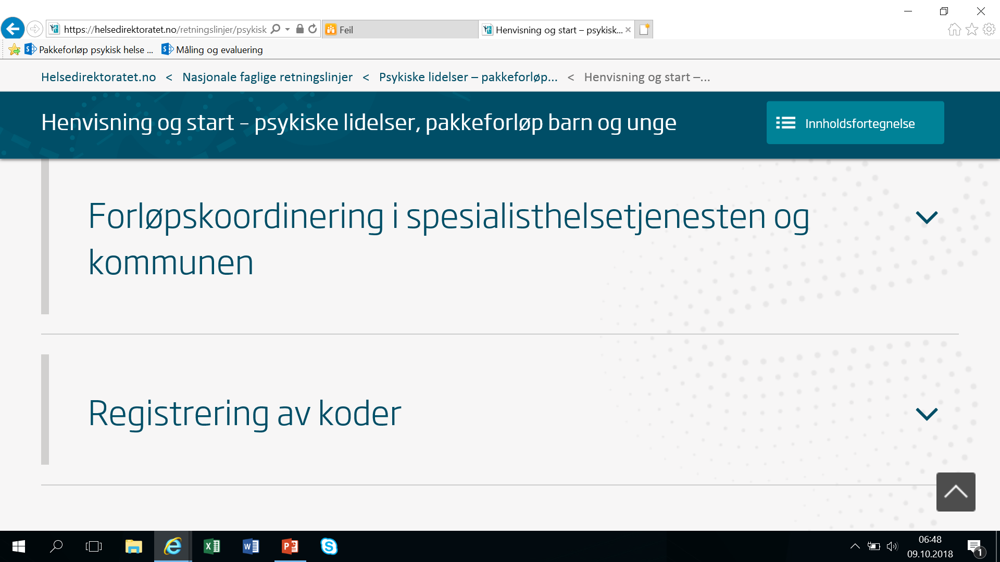 https://helsedirektoratet.no/retningslinjer/psykisk
Feil
Henvisning og start – psykisk...
Pakkeforløp psykisk helse ...
Måling og evaluering
Helsedirektoratet.no < Nasjonale faglige retningslinjer < Psykiske lidelser – pakkeforløp... < Henvisning og start –...
Henvisning og start – psykiske lidelser, pakkeforløp barn og unge
Innholdsfortegnelse
Forløpskoordinering i spesialisthelsetjenesten og
kommunen
Registrering av koder
06:48
09.10.2018
1